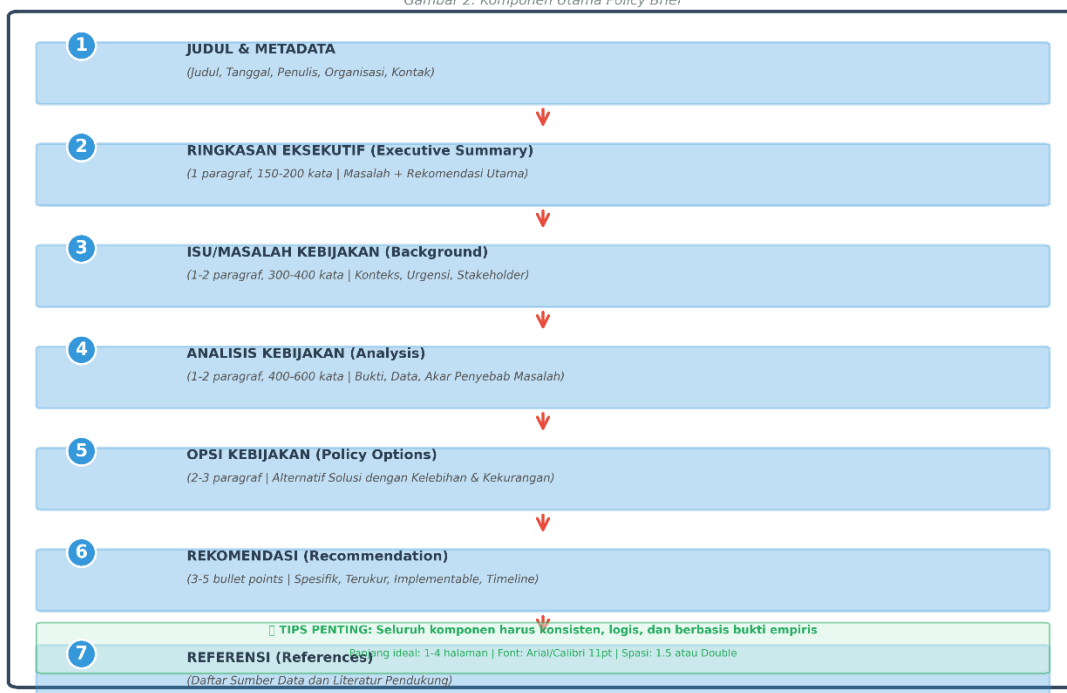 Gambar 2: Komponen Utama Policy Brief
1
JUDUL & METADATA
(Judul, Tanggal, Penulis, Organisasi, Kontak)
2
RINGKASAN EKSEKUTIF (Executive Summary)
(1 paragraf, 150-200 kata | Masalah + Rekomendasi Utama)
3
ISU/MASALAH KEBIJAKAN (Background)
(1-2 paragraf, 300-400 kata | Konteks, Urgensi, Stakeholder)
4
ANALISIS KEBIJAKAN (Analysis)
(1-2 paragraf, 400-600 kata | Bukti, Data, Akar Penyebab Masalah)
5
OPSI KEBIJAKAN (Policy Options)
(2-3 paragraf | Alternatif Solusi dengan Kelebihan & Kekurangan)
6
REKOMENDASI (Recommendation)
(3-5 bullet points | Spesifik, Terukur, Implementable, Timeline)
TIPS PENTING: Seluruh komponen harus konsisten, logis, dan berbasis bukti empiris
Panjang ideal: 1-4 halaman | Font: Arial/Calibri 11pt | Spasi: 1.5 atau Double
7
REFERENSI (References)
(Daftar Sumber Data dan Literatur Pendukung)